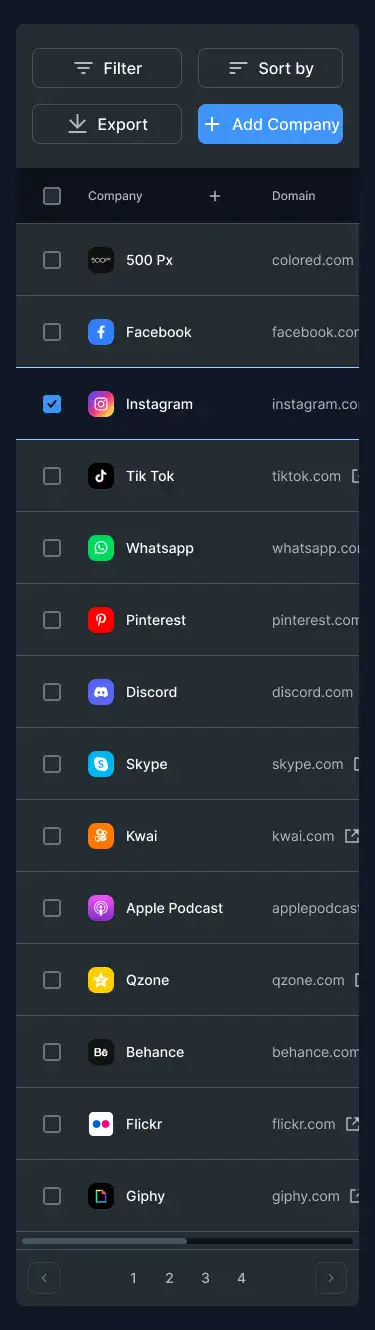 Filter
Sort by
Export
Add Company
Company
Domain
500px
500 Px
colored.com
Facebook
facebook.com
Instagram
instagram.co
Tik Tok
tiktok.com
Whatsapp
whatsapp.co
Pinterest
pinterest.com
Discord
discord.com
Skype
skype.com
Kwai
kwai.com
Apple Podcast
applepodcast
Qzone
qzone.com
Bē Behance
behance.com
Flickr
flickr.com
Giphy
giphy.com
1 2 3 4